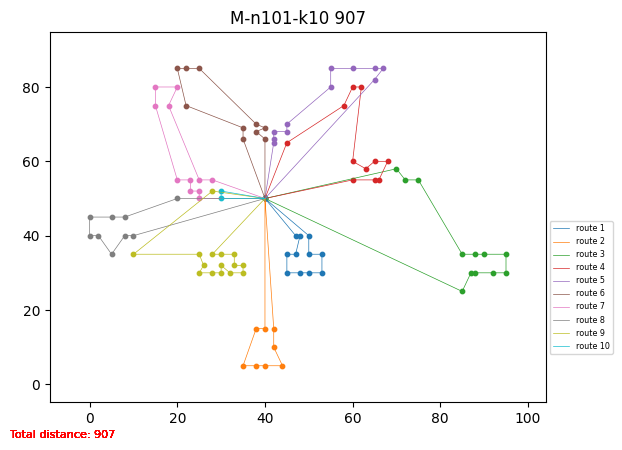 M-n101-k10 907
80
60
40
20
0
0 20 40 60 80 100
route 1
route 2
route 3
route 4
route 5
route 6
route 7
route 8
route 9
route 10
Total distance: 907